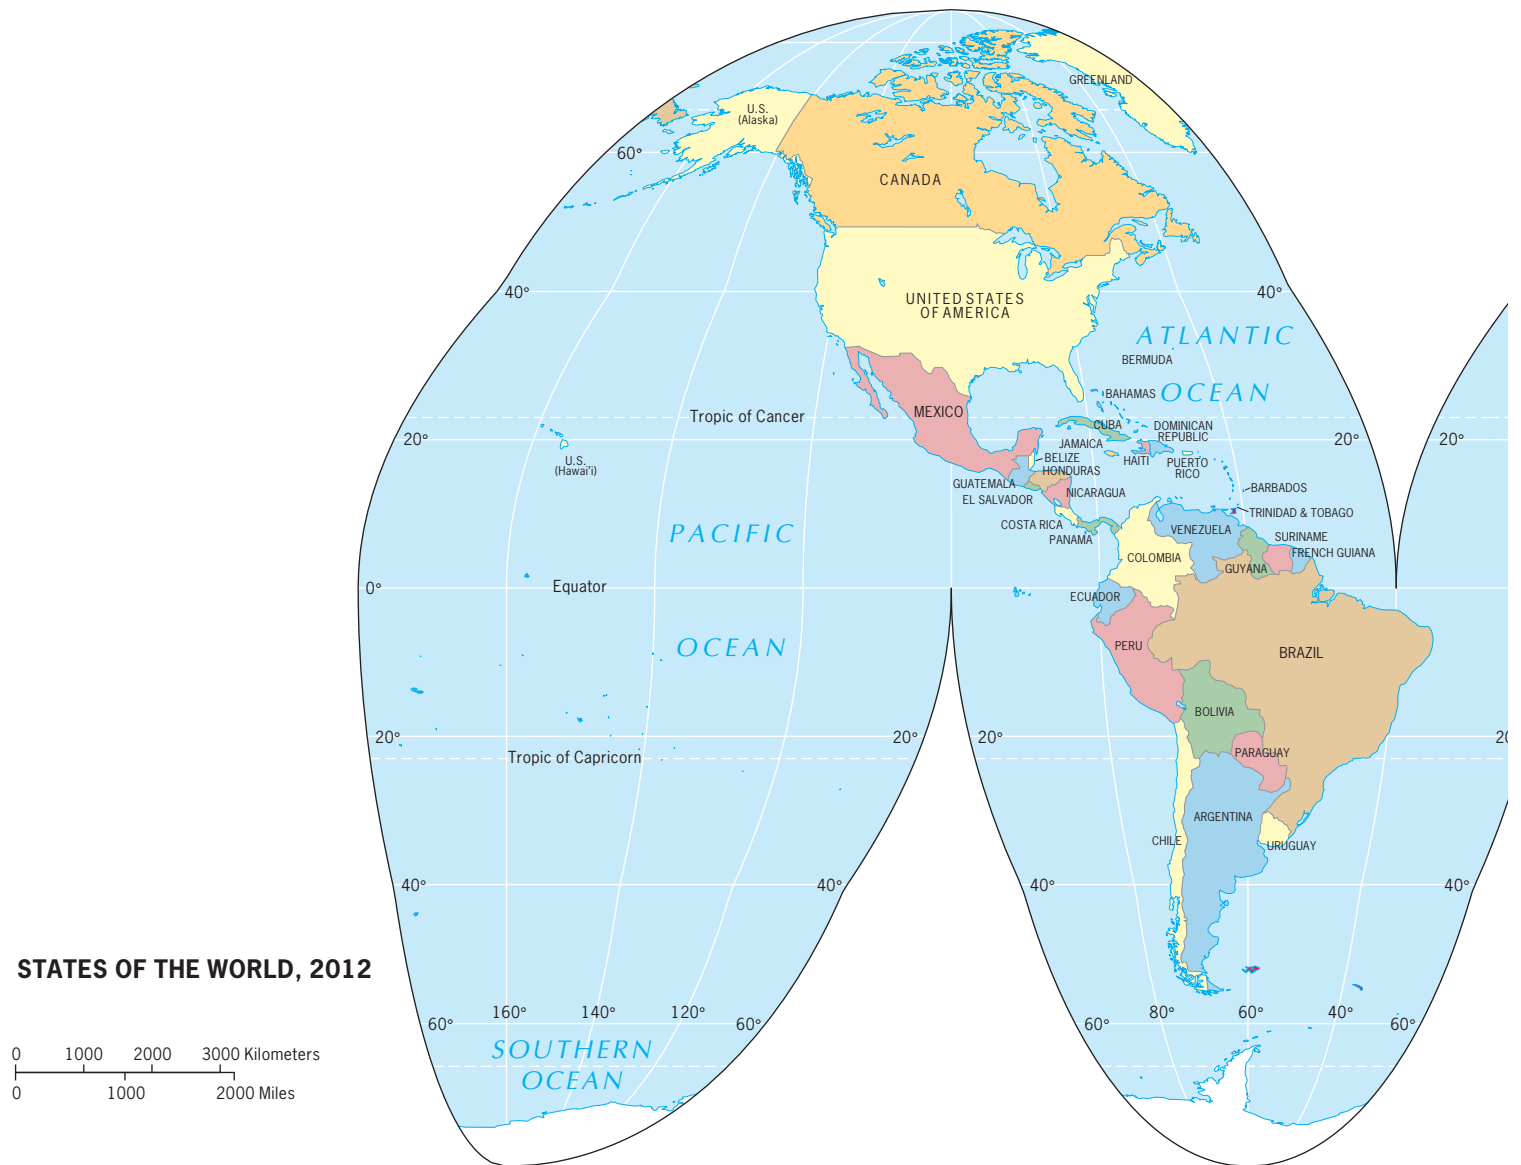 GREENLAND
U.S.
(Alaska)
60°
CANADA
40°
UNITED STATES
OF AMERICA
40°
ATLANTIC
OCEAN
BERMUDA
BAHAMAS
Tropic of Cancer
MEXICO
CUBA
DOMINICAN
REPUBLIC
20°
U.S.
(Hawai'i)
JAMAICA
HAITI
PUERTO
RICO
20°
20°
BELIZE
HONDURAS
GUATEMALA
EL SALVADOR
NICARAGUA
BARBADOS
TRINIDAD & TOBAGO
COSTA RICA
PANAMA
VENEZUELA
SURINAME
FRENCH GUIANA
GUYANA
COLOMBIA
PACIFIC
OCEAN
0°
Equator
ECUADOR
PERU
BRAZIL
BOLIVIA
PARAGUAY
20°
20°
20°
20
Tropic of Capricorn
ARGENTINA
CHILE
URUGUAY
40°
40°
40°
40°
STATES OF THE WORLD, 2012
60°
160°
140°
120°
60°
60°
80°
60°
40°
60°
SOUTHERN
OCEAN
0 1000 2000 3000 Kilometers
0 1000 2000 Miles